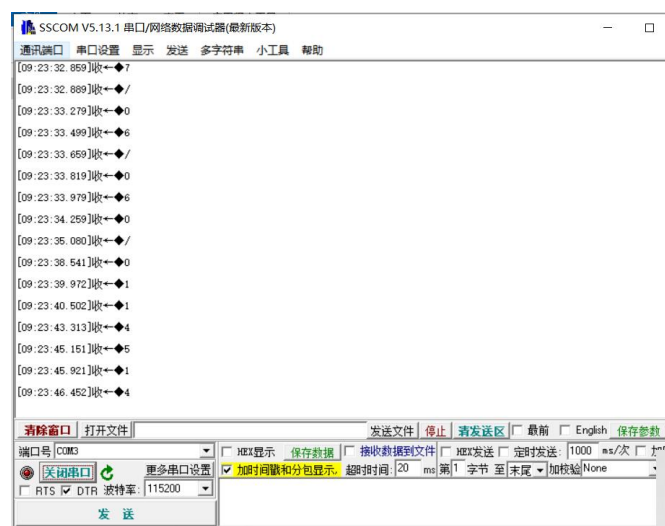 SSCOM V5.13.1 串口/网络数据调试器(最新版本)
通讯端口 串口设置 显示 发送 多字符串 小工具 帮助
[09:23:32.859]收←◆7
[09:23:32.889]收←◆/
[09:23:33.279]收←◆0
[09:23:33.499]收←◆6
[09:23:33.659]收←◆/
[09:23:33.819]收←◆0
[09:23:33.979]收←◆6
[09:23:34.259]收←◆0
[09:23:35.080]收←◆/
[09:23:38.541]收←◆0
[09:23:39.972]收←◆1
[09:23:40.502]收←◆1
[09:23:43.313]收←◆4
[09:23:45.151]收←◆5
[09:23:45.921]收←◆1
[09:23:46.452]收←◆4
清除窗口 打开文件 发送文件 停止 清发送区 最前 English 保存参数
端口号 COM3 HEX显示 保存数据 接收数据到文件 HEX发送 定时发送: 1000 ms/次
关闭串口 更多串口设置 加时间戳和分包显示, 超时时间: 20 ms 第1 字节 至 末尾 加校验 None
RTS DTR 波特率: 115200
发 送